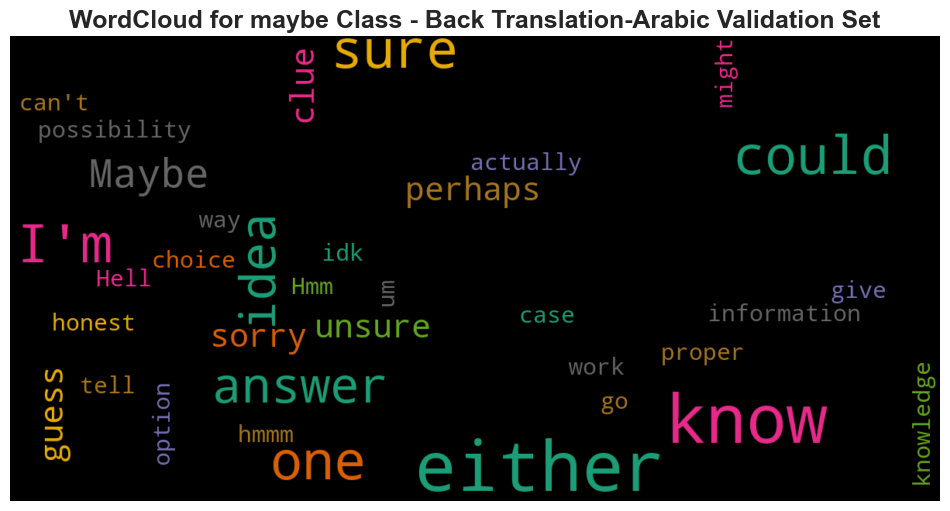 WordCloud for maybe Class - Back Translation-Arabic Validation Set
sure
clue
might
can't
possibility
could
actually
Maybe
perhaps
way
I'm
idea
idk
choice
Hell
Hmm
um
give
honest
case
information
unsure
sorry
proper
work
guess
tell
answer
option
go
know
knowledge
hmmm
one
either